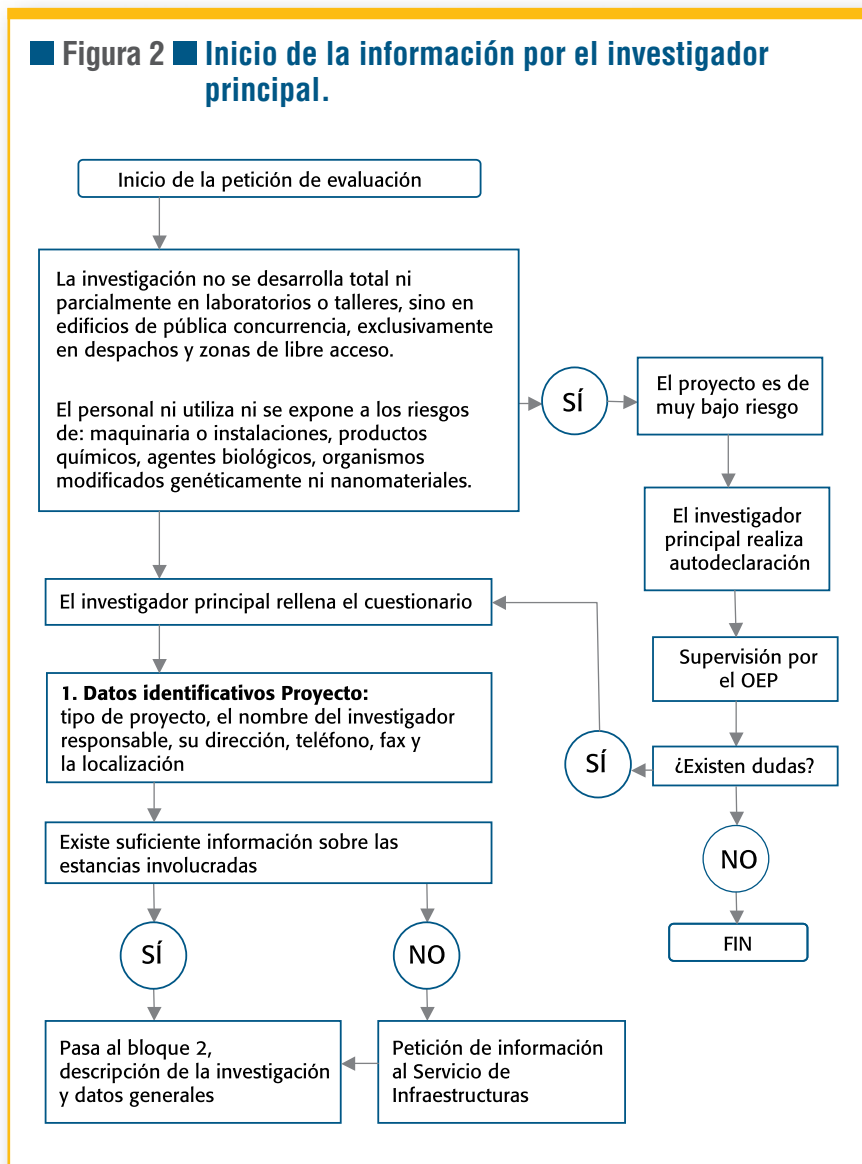 Figura 2 Inicio de la información por el investigador
principal.
Inicio de la petición de evaluación
La investigación no se desarrolla total ni
parcialmente en laboratorios o talleres, sino en
edificios de pública concurrencia, exclusivamente
en despachos y zonas de libre acceso.
El personal ni utiliza ni se expone a los riesgos
de: maquinaria o instalaciones, productos
químicos, agentes biológicos, organismos
modificados genéticamente ni nanomateriales.
SÍ
El proyecto es de
muy bajo riesgo
El investigador
principal realiza
autodeclaración
Supervisión por
el OEP
¿Existen dudas?
SÍ
NO
FIN
El investigador principal rellena el cuestionario
1. Datos identificativos Proyecto:
tipo de proyecto, el nombre del investigador
responsable, su dirección, teléfono, fax y
la localización
Existe suficiente información sobre las
estancias involucradas
SÍ
NO
Pasa al bloque 2,
descripción de la investigación
y datos generales
Petición de información
al Servicio de
Infraestructuras